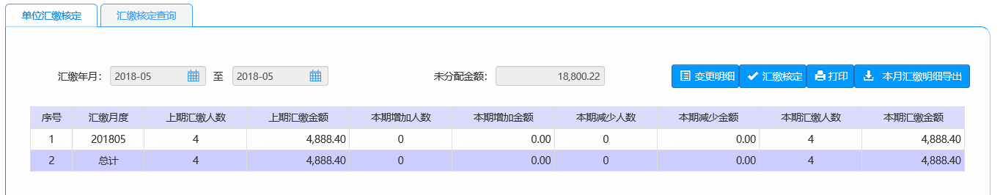 单位汇缴核定 汇缴核定查询
汇缴年月: 2018-05 至 2018-05 未分配金额: 18,800.22 变更明细 汇缴核定 打印 本月汇缴明细导出
序号 汇缴月度 上期汇缴人数 上期汇缴金额 本期增加人数 本期增加金额 本期减少人数 本期减少金额 本期汇缴人数 本期汇缴金额
1 201805 4 4,888.40 0 0.00 0 0.00 4 4,888.40
2 总计 4 4,888.40 0 0.00 0 0.00 4 4,888.40